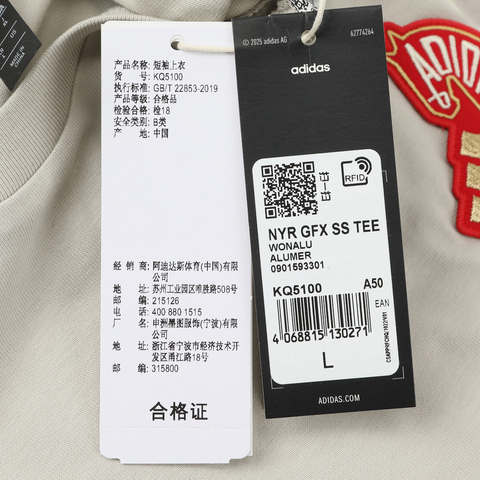 品　　名: 短袖上衣
货　　号: KQ5100
执行标准: GB/T 22853-2019
产品等级: 合格品
检验合格: 检18
安全类别: B类
产　　地: 中国
经 销 商: 阿迪达斯体育(中国)有限
公司
地　　址: 苏州工业园区唯胜路508号
邮　　编: 215126
电　　话: 400 880 1515
厂　　名: 申洲墨图服饰(宁波)有限
公司
地　　址: 浙江省宁波市经济技术开
发区甬江路18号
邮　　编: 315800
合格证
© 2025 adidas AG
62774264
adidas
RFID
NYR GFX SS TEE
WONALU
ALUMER
0901593301
KQ5100 A50
EAN
4 068815 130271
L
ADIDAS.COM
ADIDAS
MADE IN
CHINA